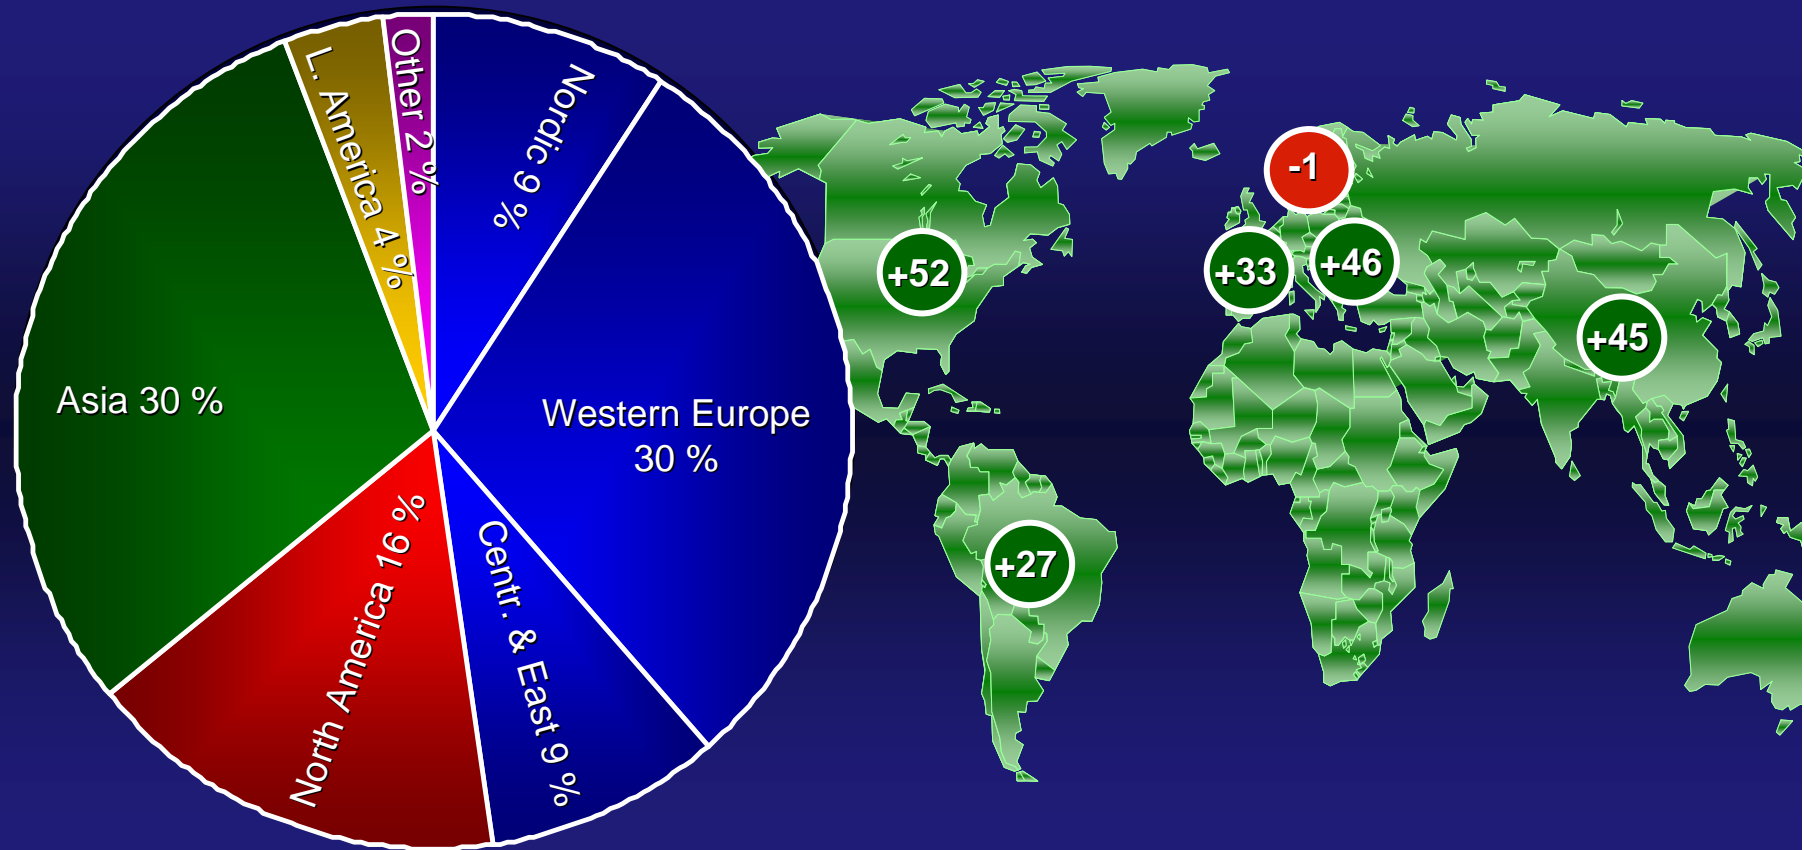 Nordic 9 %
Western Europe
30 %
Centr. & East 9 %
North America 16 %
Asia 30 %
L. America 4 %
Other 2 %
-1
+52
+33
+46
+45
+27